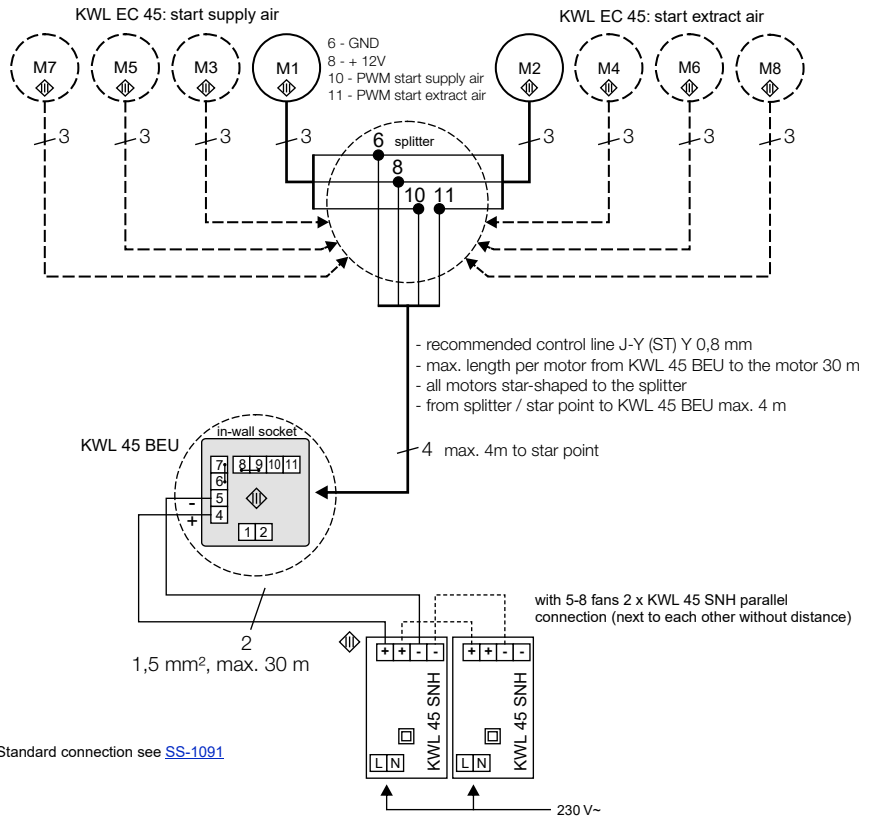 KWL EC 45: start supply air
KWL EC 45: start extract air
M7
M5
M3
M1
6 - GND
8 - + 12V
10 - PWM start supply air
11 - PWM start extract air
M2
M4
M6
M8
3
3
3
3
3
3
3
3
6 splitter
8
10 11
- recommended control line J-Y (ST) Y 0,8 mm
- max. length per motor from KWL 45 BEU to the motor 30 m
- all motors star-shaped to the splitter
- from splitter / star point to KWL 45 BEU max. 4 m
4 max. 4m to star point
KWL 45 BEU
in-wall socket
7 8 9 10 11
6
5
4
1 2
-
+
2
1,5 mm², max. 30 m
with 5-8 fans 2 x KWL 45 SNH parallel
connection (next to each other without distance)
+ + - -
+ + - -
KWL 45 SNH
KWL 45 SNH
L N
L N
Standard connection see SS-1091
230 V~